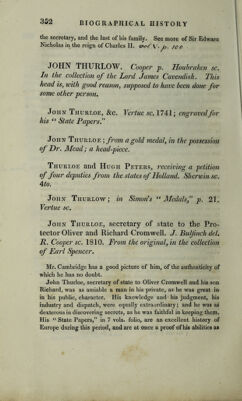 352 BIOGRAPHICAL HISTORY
the secretary, and the last of his family. See more of Sir Edward
Nicholas in the reign of Charles II.
JOHN THURLOW. Cooper p. Houbraken sc.
In the collection of the Lord James Cavendish. This
head is, with good reason, supposed to have been done for
some other person.
John Thurloe, &c. Vertue sc. 1741; engraved for
his “State Papers.”
John Thurloe; from a gold medal, in the possession
of Dr. Mead; a head-piece.
Thurloe and Hugh Peters, receiving a petition
of four deputies from the states of Holland. Sherwin sc.
4to.
John Thurlow; in Simon's “Medals,” p. 21.
Vertue sc.
John Thurloe, secretary of state to the Pro-
tector Oliver and Richard Cromwell. J. Bulfinch del.
R. Cooper sc. 1810. From the original, in the collection
of Earl Spencer.
Mr. Cambridge has a good picture of him, of the authenticity of
which he has no doubt.
John Thurloe, secretary of state to Oliver Cromwell and his son
Richard, was as amiable a man in his private, as he was great in
in his public, character. His knowledge and his judgment, his
industry and dispatch, were equally extraordinary; and he was as
dexterous in discovering secrets, as he was faithful in keeping them.
His “State Papers,” in 7 vols. folio, are an excellent history of
Europe during this period, and are at once a proof of his abilities as